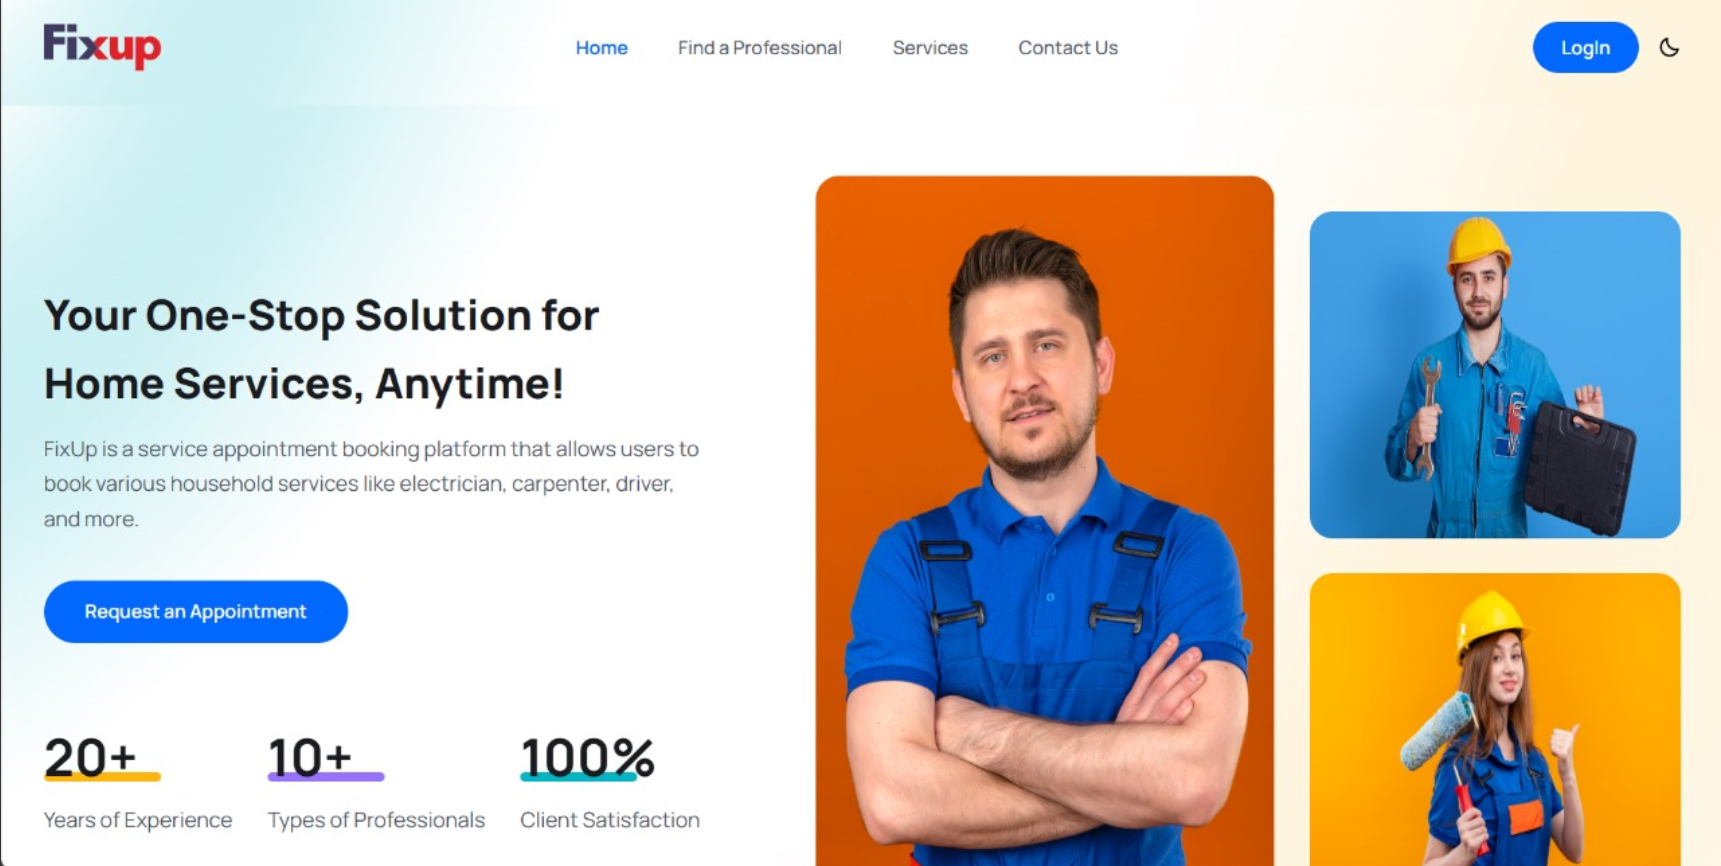 Fixup
Home
Find a Professional
Services
Contact Us
LogIn
Your One-Stop Solution for
Home Services, Anytime!
FixUp is a service appointment booking platform that allows users to
book various household services like electrician, carpenter, driver,
and more.
Request an Appointment
20+
10+
100%
Years of Experience
Types of Professionals
Client Satisfaction